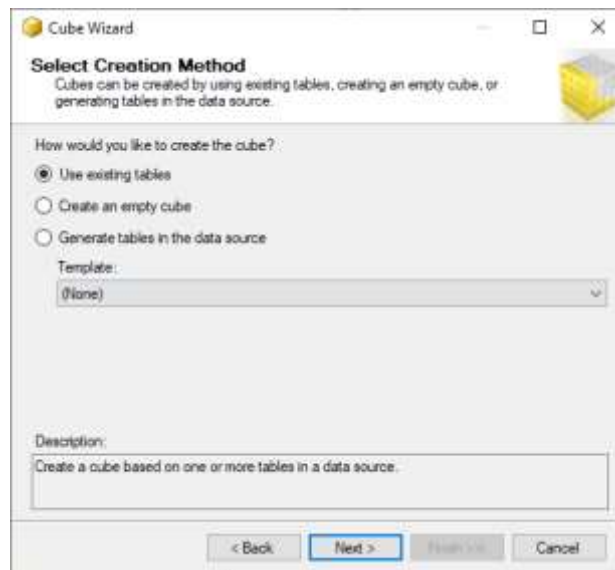 Cube Wizard
Select Creation Method
Cubes can be created by using existing tables, creating an empty cube, or
generating tables in the data source.
How would you like to create the cube?
Use existing tables
Create an empty cube
Generate tables in the data source
Template:
(None)
Description:
Create a cube based on one or more tables in a data source.
< Back Next > Finish >>| Cancel